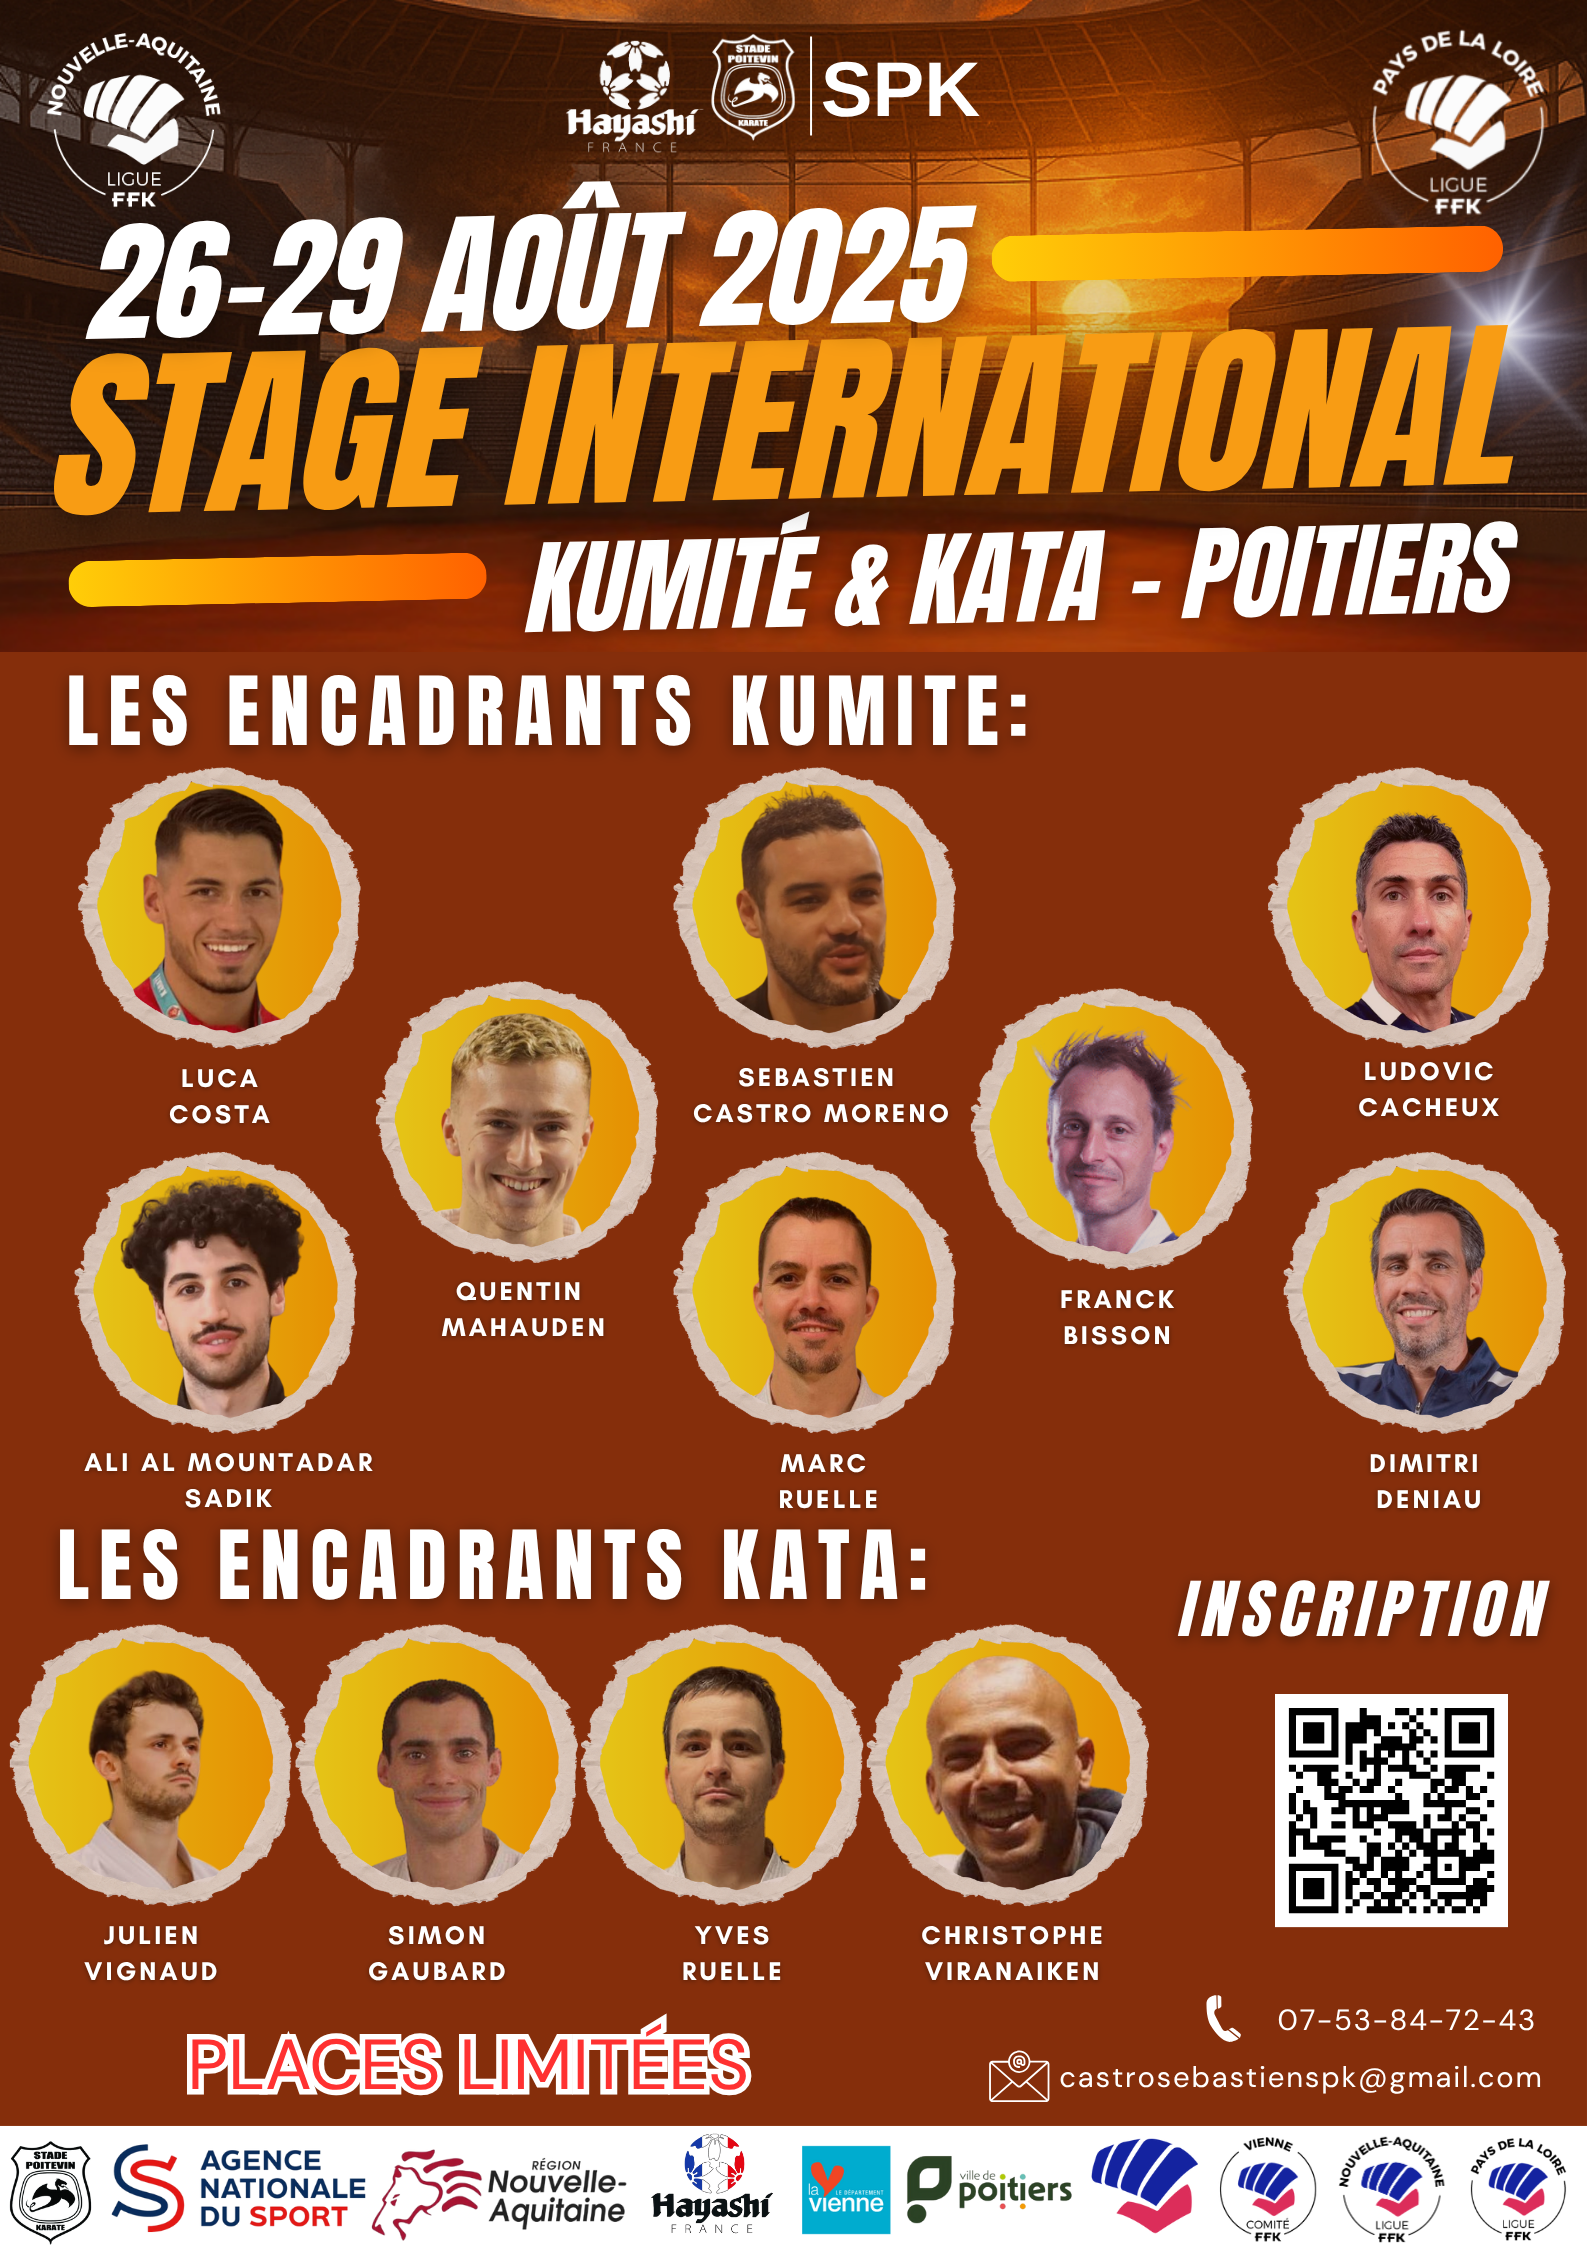 NOUVELLE-AQUITAINE
LIGUE
FFK
Hayashi
FRANCE
STADE
POITEVIN
KARATE
SPK
PAYS DE LA LOIRE
LIGUE
FFK
26-29 AOÛT 2025
STAGE INTERNATIONAL
KUMITÉ & KATA - POITIERS
LES ENCADRANTS KUMITE:
LUCA
COSTA
SEBASTIEN
CASTRO MORENO
LUDOVIC
CACHEUX
QUENTIN
MAHAUDEN
FRANCK
BISSON
ALI AL MOUNTADAR
SADIK
MARC
RUELLE
DIMITRI
DENIAU
LES ENCADRANTS KATA:
INSCRIPTION
JULIEN
VIGNAUD
SIMON
GAUBARD
YVES
RUELLE
CHRISTOPHE
VIRANAIKEN
07-53-84-72-43
PLACES LIMITÉES
@
castrosebastienspk@gmail.com
STADE
POITEVIN
KARATE
AGENCE
NATIONALE
DU SPORT
RÉGION
Nouvelle-
Aquitaine
Hayashi
FRANCE
la
LE DÉPARTEMENT
vienne
ville de
poitiers
VIENNE
COMITÉ
FFK
NOUVELLE-AQUITAINE
LIGUE
FFK
PAYS DE LA LOIRE
LIGUE
FFK